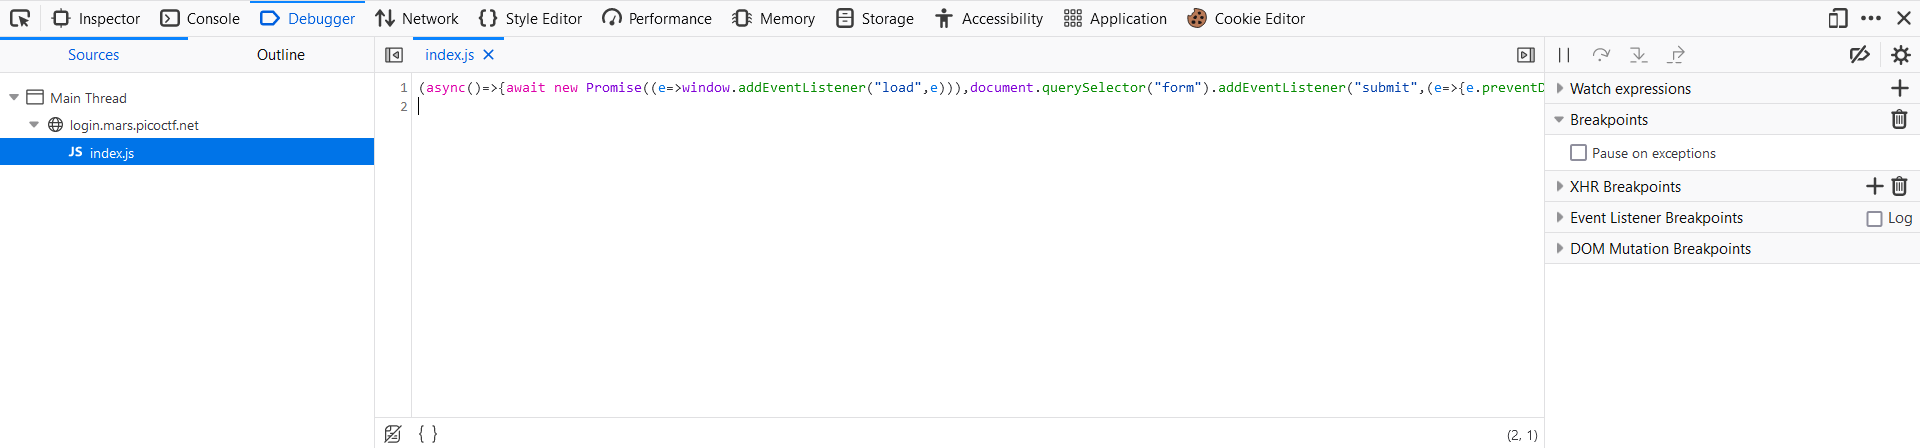 Inspector Console Debugger Network Style Editor Performance Memory Storage Accessibility Application Cookie Editor
Sources Outline
Main Thread
login.mars.picoctf.net
JS index.js
index.js
1 (async()=>{await new Promise((e=>window.addEventListener("load",e))),document.querySelector("form").addEventListener("submit",(e=>{e.preventD
2
{ } (2, 1)
Watch expressions
Breakpoints
Pause on exceptions
XHR Breakpoints
Event Listener Breakpoints Log
DOM Mutation Breakpoints